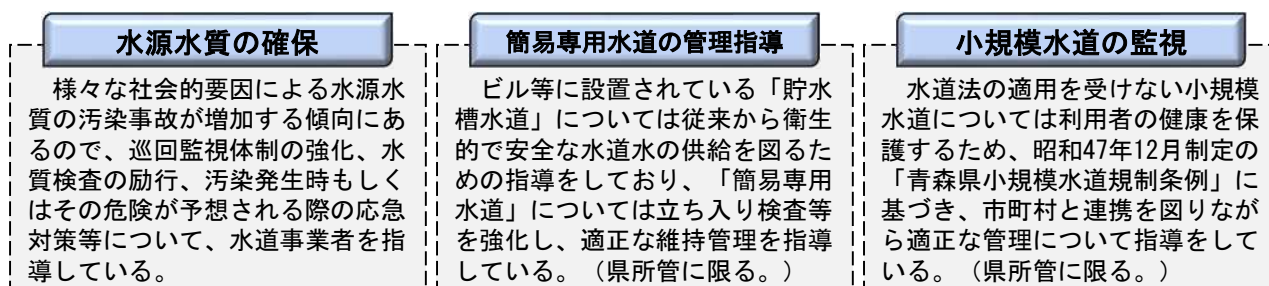 水源水質の確保
様々な社会的要因による水源水
質の汚染事故が増加する傾向にあ
るので、巡回監視体制の強化、水
質検査の励行、汚染発生時もしく
はその危険が予想される際の応急
対策等について、水道事業者を指
導している。
簡易専用水道の管理指導
ビル等に設置されている「貯水
槽水道」については従来から衛生
的で安全な水道水の供給を図るた
めの指導をしており、「簡易専用
水道」については立ち入り検査等
を強化し、適正な維持管理を指導
している。（県所管に限る。）
小規模水道の監視
水道法の適用を受けない小規模
水道については利用者の健康を保
護するため、昭和47年12月制定の
「青森県小規模水道規制条例」に
基づき、市町村と連携を図りなが
ら適正な管理について指導をして
いる。（県所管に限る。）